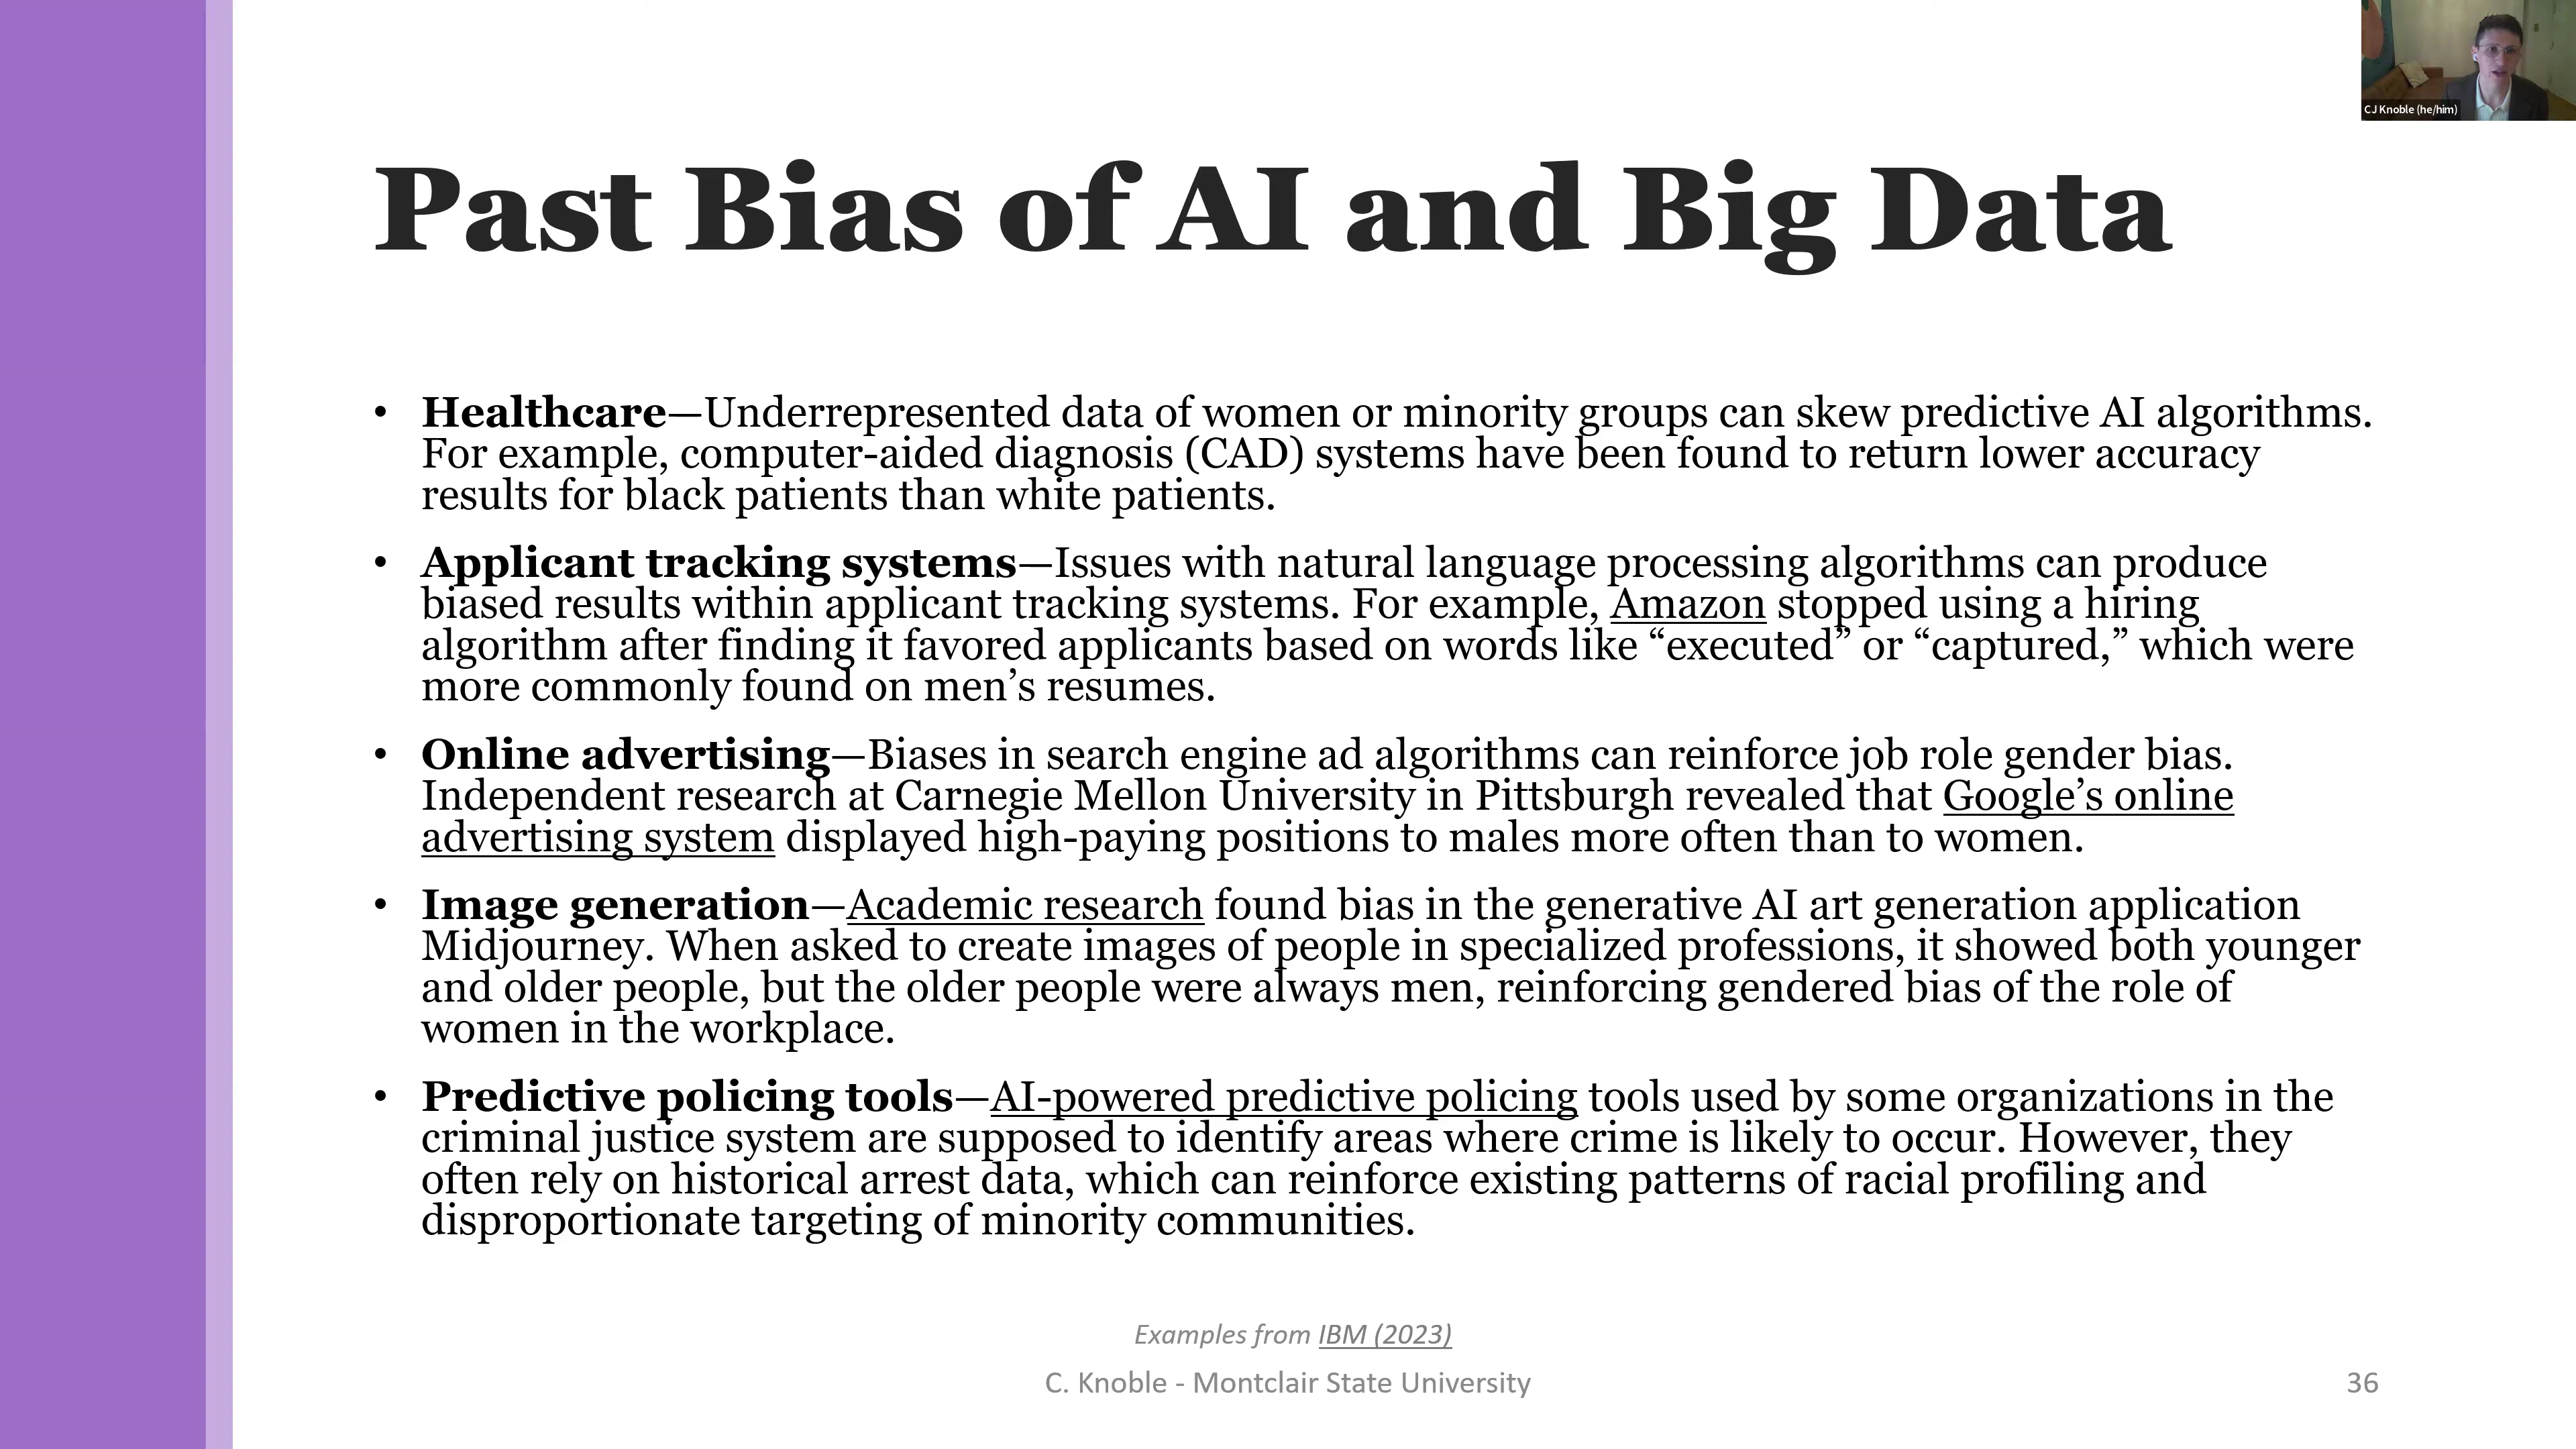 CJ Knoble (he/him)
Past Bias of AI and Big Data
• Healthcare—Underrepresented data of women or minority groups can skew predictive AI algorithms.
For example, computer-aided diagnosis (CAD) systems have been found to return lower accuracy
results for black patients than white patients.
• Applicant tracking systems—Issues with natural language processing algorithms can produce
biased results within applicant tracking systems. For example, Amazon stopped using a hiring
algorithm after finding it favored applicants based on words like “executed” or “captured,” which were
more commonly found on men’s resumes.
• Online advertising—Biases in search engine ad algorithms can reinforce job role gender bias.
Independent research at Carnegie Mellon University in Pittsburgh revealed that Google’s online
advertising system displayed high-paying positions to males more often than to women.
• Image generation—Academic research found bias in the generative AI art generation application
Midjourney. When asked to create images of people in specialized professions, it showed both younger
and older people, but the older people were always men, reinforcing gendered bias of the role of
women in the workplace.
• Predictive policing tools—AI-powered predictive policing tools used by some organizations in the
criminal justice system are supposed to identify areas where crime is likely to occur. However, they
often rely on historical arrest data, which can reinforce existing patterns of racial profiling and
disproportionate targeting of minority communities.
Examples from IBM (2023)
C. Knoble - Montclair State University
36